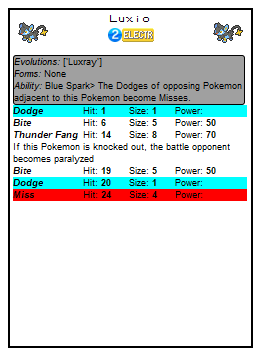 Luxio
2 ELECTR
Evolutions: ['Luxray']
Forms: None
Ability: Blue Spark> The Dodges of opposing Pokemon
adjacent to this Pokemon become Misses.
Dodge Hit: 1 Size: 1 Power:
Bite Hit: 6 Size: 5 Power: 50
Thunder Fang Hit: 14 Size: 8 Power: 70
If this Pokemon is knocked out, the battle opponent
becomes paralyzed
Bite Hit: 19 Size: 5 Power: 50
Dodge Hit: 20 Size: 1 Power:
Miss Hit: 24 Size: 4 Power: